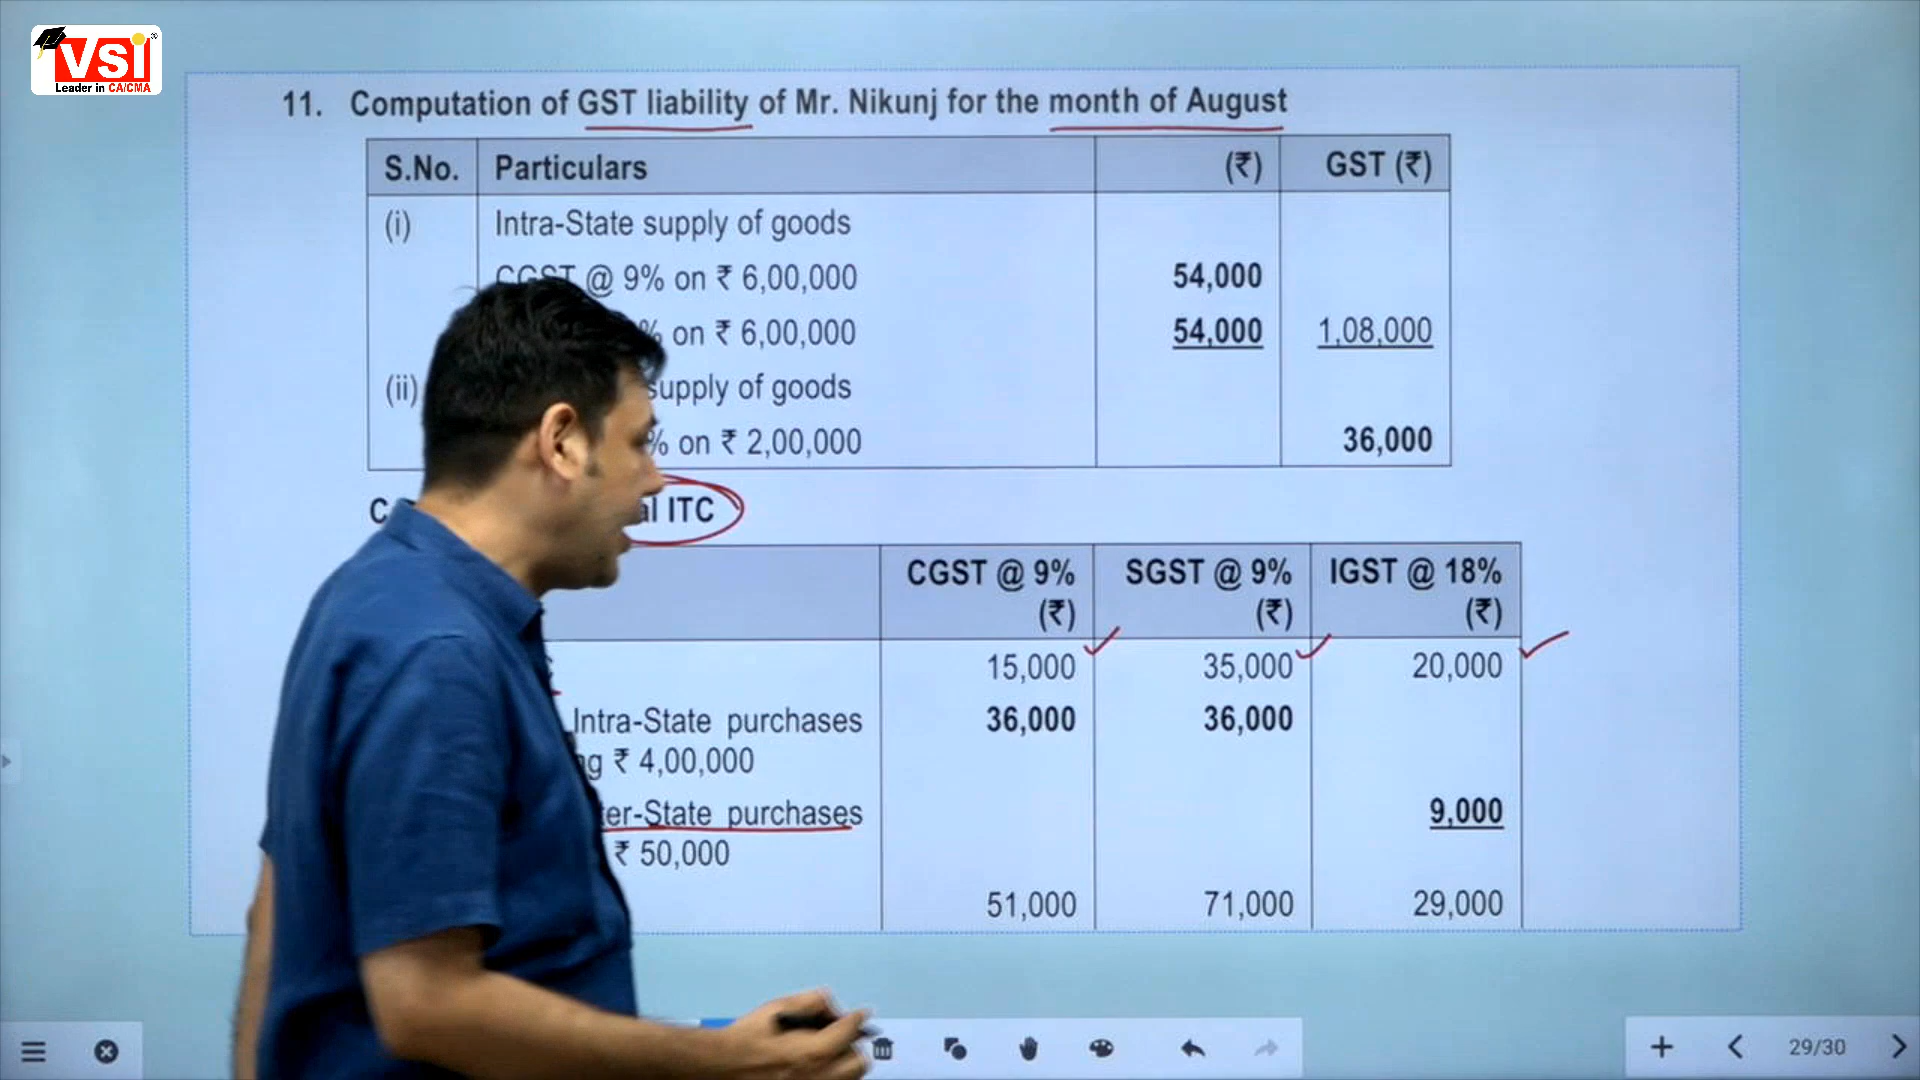 VSI
Leader in CA/CMA
11. Computation of GST liability of Mr. Nikunj for the month of August
S.No. Particulars (₹) GST (₹)
(i) Intra-State supply of goods
CGST @ 9% on ₹ 6,00,000 54,000
% on ₹ 6,00,000 54,000 1,08,000
(ii) supply of goods
% on ₹ 2,00,000 36,000
ITC
CGST @ 9% (₹) SGST @ 9% (₹) IGST @ 18% (₹)
15,000 35,000 20,000
Intra-State purchases 36,000 36,000
₹ 4,00,000
purchases 9,000
₹ 50,000
51,000 71,000 29,000
29/30